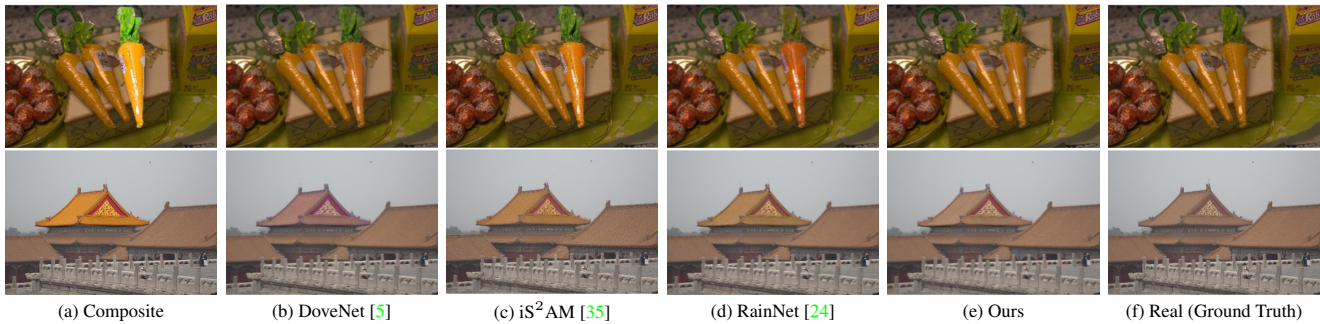 (a) Composite
(b) DoveNet [5]
(c) iS²AM [35]
(d) RainNet [24]
(e) Ours
(f) Real (Ground Truth)